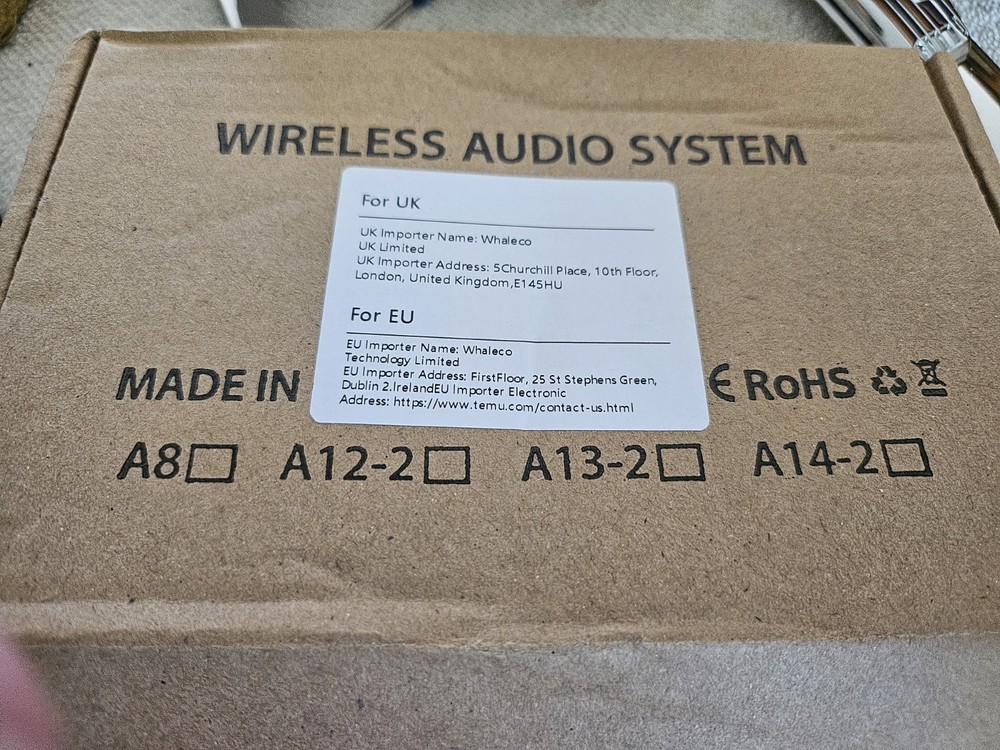 WIRELESS AUDIO SYSTEM
For UK
UK Importer Name: Whaleco
UK Limited
UK Importer Address: 5Churchill Place, 10th Floor,
London, United Kingdom,E145HU
For EU
EU Importer Name: Whaleco
Technology Limited
EU Importer Address: FirstFloor, 25 St Stephens Green,
Dublin 2.IrelandEU Importer Electronic
Address: https://www.temu.com/contact-us.html
MADE IN CE RoHS
A8 A12-2 A13-2 A14-2